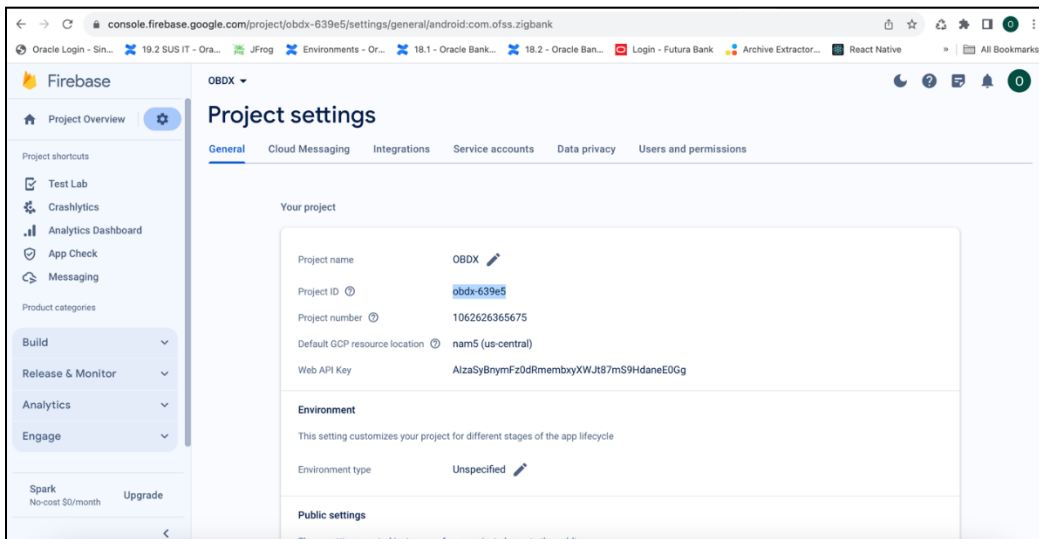 console.firebase.google.com/project/obdx-639e5/settings/general/android:com.ofss.zigbank
O
Oracle Login - Sin... 19.2 SUS IT - Ora... JFrog Environments - Or... 18.1 - Oracle Bank... 18.2 - Oracle Ban... Login - Futura Bank Archive Extractor... React Native » All Bookmarks
Firebase
OBDX
O
Project Overview
Project settings
General Cloud Messaging Integrations Service accounts Data privacy Users and permissions
Project shortcuts
Test Lab
Crashlytics
Analytics Dashboard
App Check
Messaging
Product categories
Build
Release & Monitor
Analytics
Engage
Spark
No-cost $0/month
Upgrade
Your project
Project name OBDX
Project ID obdx-639e5
Project number 1062626365675
Default GCP resource location nam5 (us-central)
Web API Key AIzaSyBnymFz0dRmembxyXWJt87mS9HdaneE0Gg
Environment
This setting customizes your project for different stages of the app lifecycle
Environment type Unspecified
Public settings